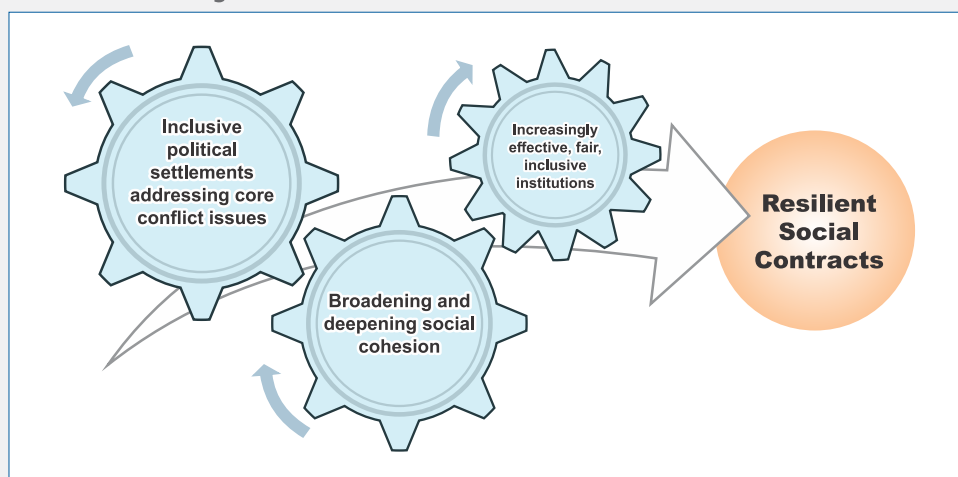 Inclusive
political
settlements
addressing core
conflict issues
Increasingly
effective, fair,
inclusive
institutions
Broadening and
deepening social
cohesion
Resilient
Social
Contracts